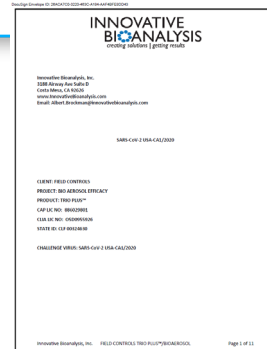 INNOVATIVE
BIOANALYSIS
creating solutions | getting results
Innovative Bioanalysis, Inc.
3188 Airway Ave Suite D
Costa Mesa, CA 92626
www.InnovativeBioanalysis.com
Email: Albert.Brockman@innovativebioanalysis.com
SARS-CoV-2 USA-CA1/2020
CLIENT: FIELD CONTROLS
PROJECT: BIO AEROSOL EFFICACY
PRODUCT: TRIO PLUS™
CAP LIC NO: 886029801
CLIA LIC NO: O5D0955926
STATE ID: CLF 00324630
CHALLENGE VIRUS: SARS-CoV-2 USA-CA1/2020
Innovative Bioanalysis, Inc. FIELD CONTROLS TRIO PLUS™/BIOAEROSOL Page 1 of 11